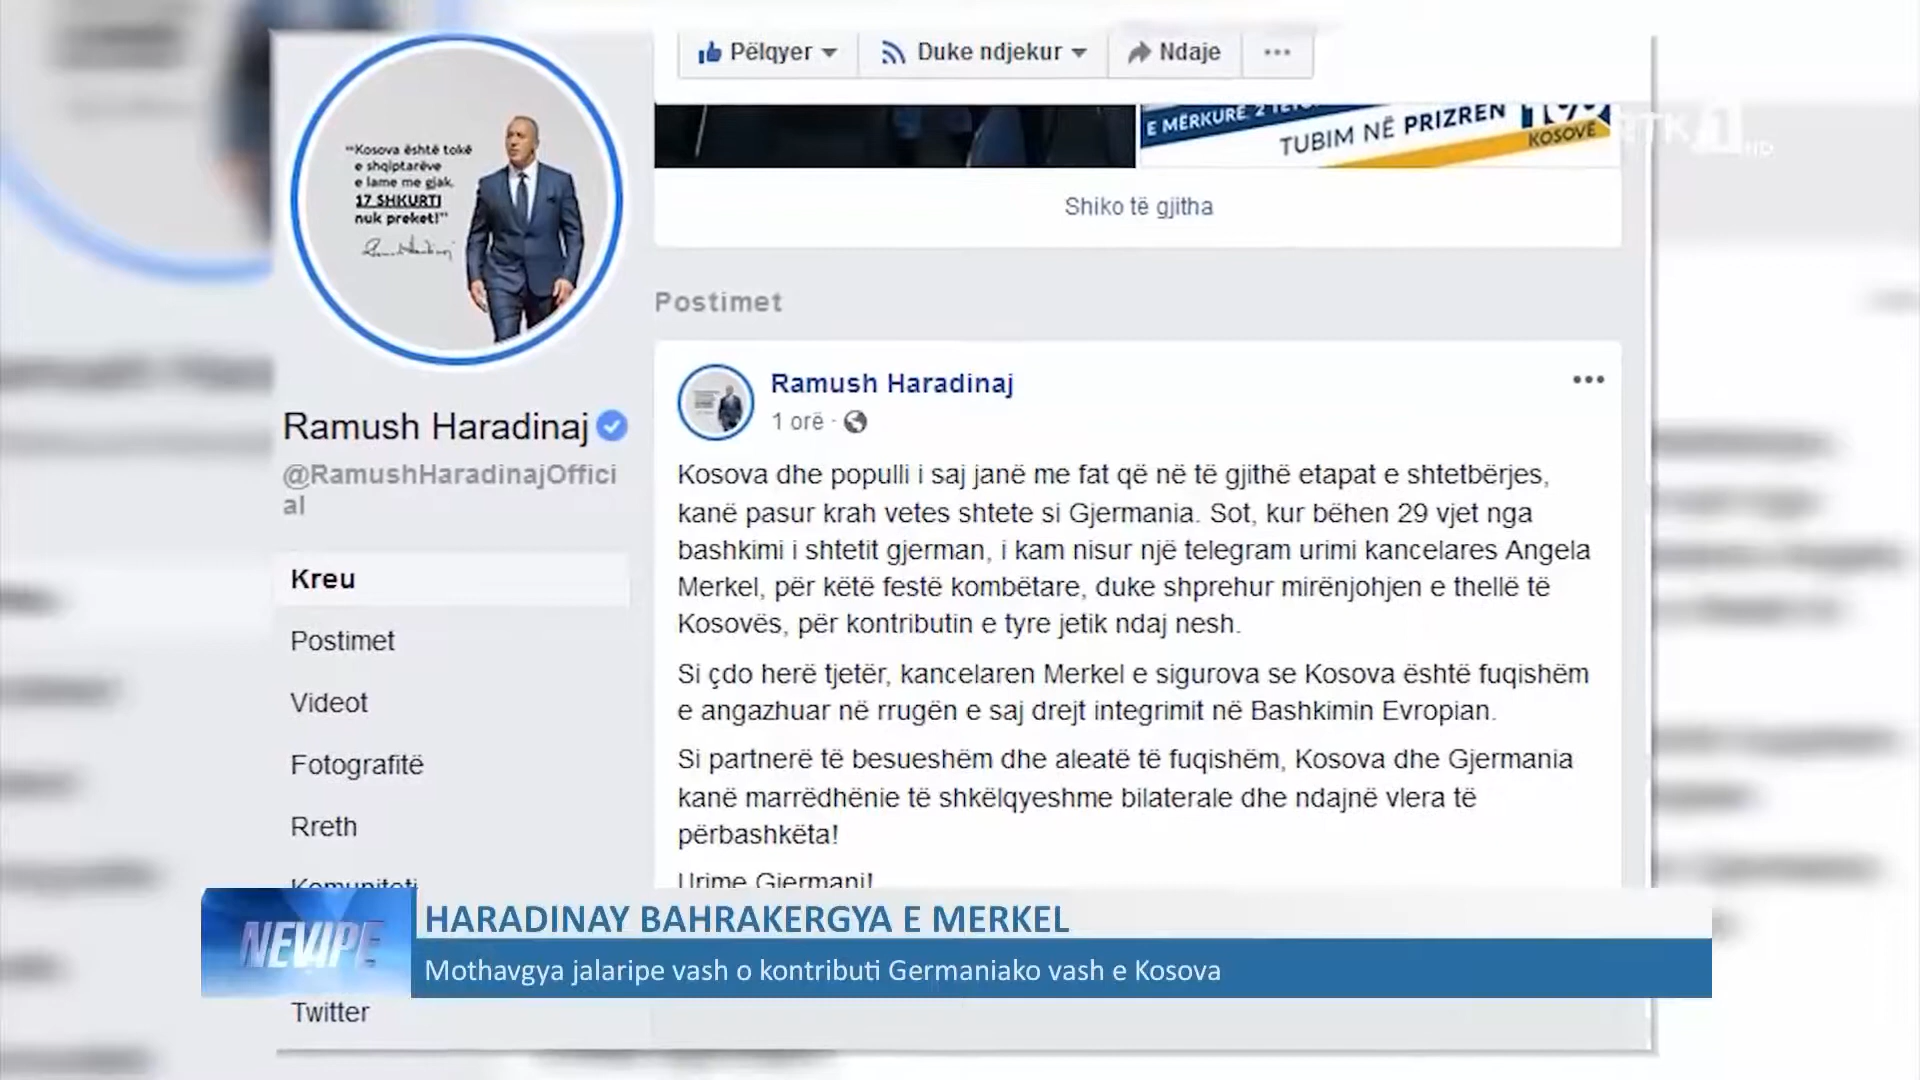 Pëlqyer
Duke ndjekur
Ndaje
E MËRKURË 2 TETOR
TUBIM NË PRIZREN
KOSOVË
RTK 1 HD
"Kosova është tokë
e shqiptarëve
e lame me gjak,
17 SHKURTI
nuk preket!"
Shiko të gjitha
Postimet
Ramush Haradinaj
@RamushHaradinajOffici
al
Kreu
Postimet
Videot
Fotografitë
Rreth
Komuniteti
Twitter
Ramush Haradinaj
1 orë
Kosova dhe populli i saj janë me fat që në të gjithë etapat e shtetbërjes,
kanë pasur krah vetes shtete si Gjermania. Sot, kur bëhen 29 vjet nga
bashkimi i shtetit gjerman, i kam nisur një telegram urimi kancelares Angela
Merkel, për këtë festë kombëtare, duke shprehur mirënjohjen e thellë të
Kosovës, për kontributin e tyre jetik ndaj nesh.
Si çdo herë tjetër, kancelaren Merkel e sigurova se Kosova është fuqishëm
e angazhuar në rrugën e saj drejt integrimit në Bashkimin Evropian.
Si partnerë të besueshëm dhe aleatë të fuqishëm, Kosova dhe Gjermania
kanë marrëdhënie të shkëlqyeshme bilaterale dhe ndajnë vlera të
përbashkëta!
Urime Gjermani!
NEVIPE
HARADINAY BAHRAKERGYA E MERKEL
Mothavgya jalaripe vash o kontributi Germaniako vash e Kosova